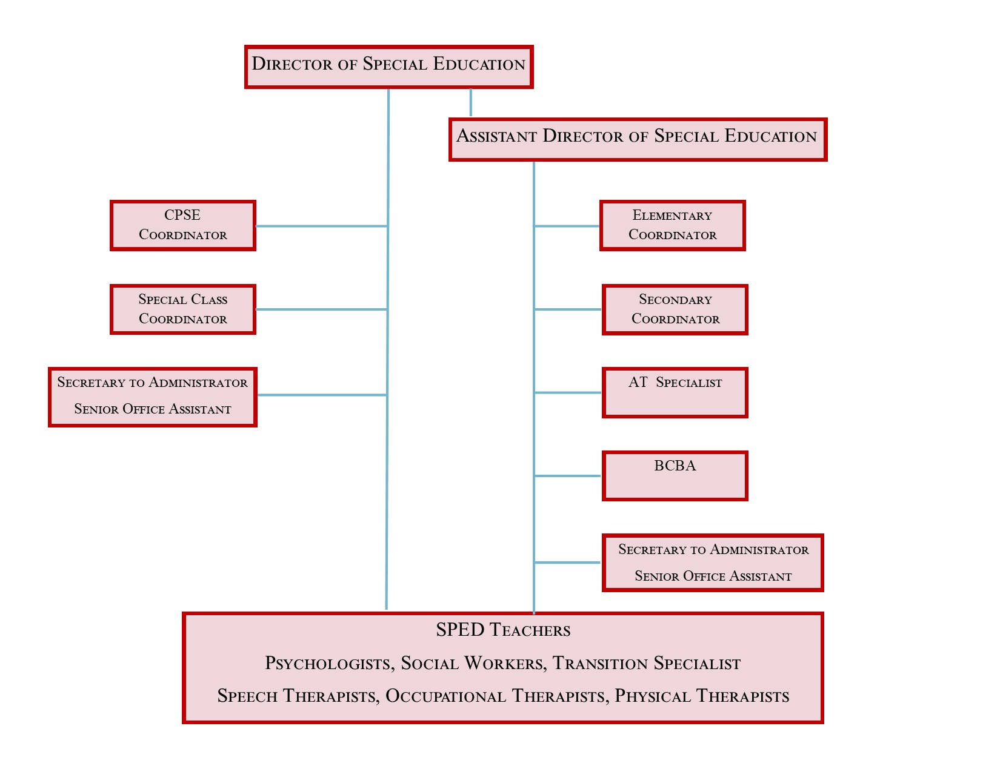 Director of Special Education
Assistant Director of Special Education
CPSE
Coordinator
Elementary
Coordinator
Special Class
Coordinator
Secondary
Coordinator
Secretary to Administrator
Senior Office Assistant
AT Specialist
BCBA
Secretary to Administrator
Senior Office Assistant
SPED Teachers
Psychologists, Social Workers, Transition Specialist
Speech Therapists, Occupational Therapists, Physical Therapists